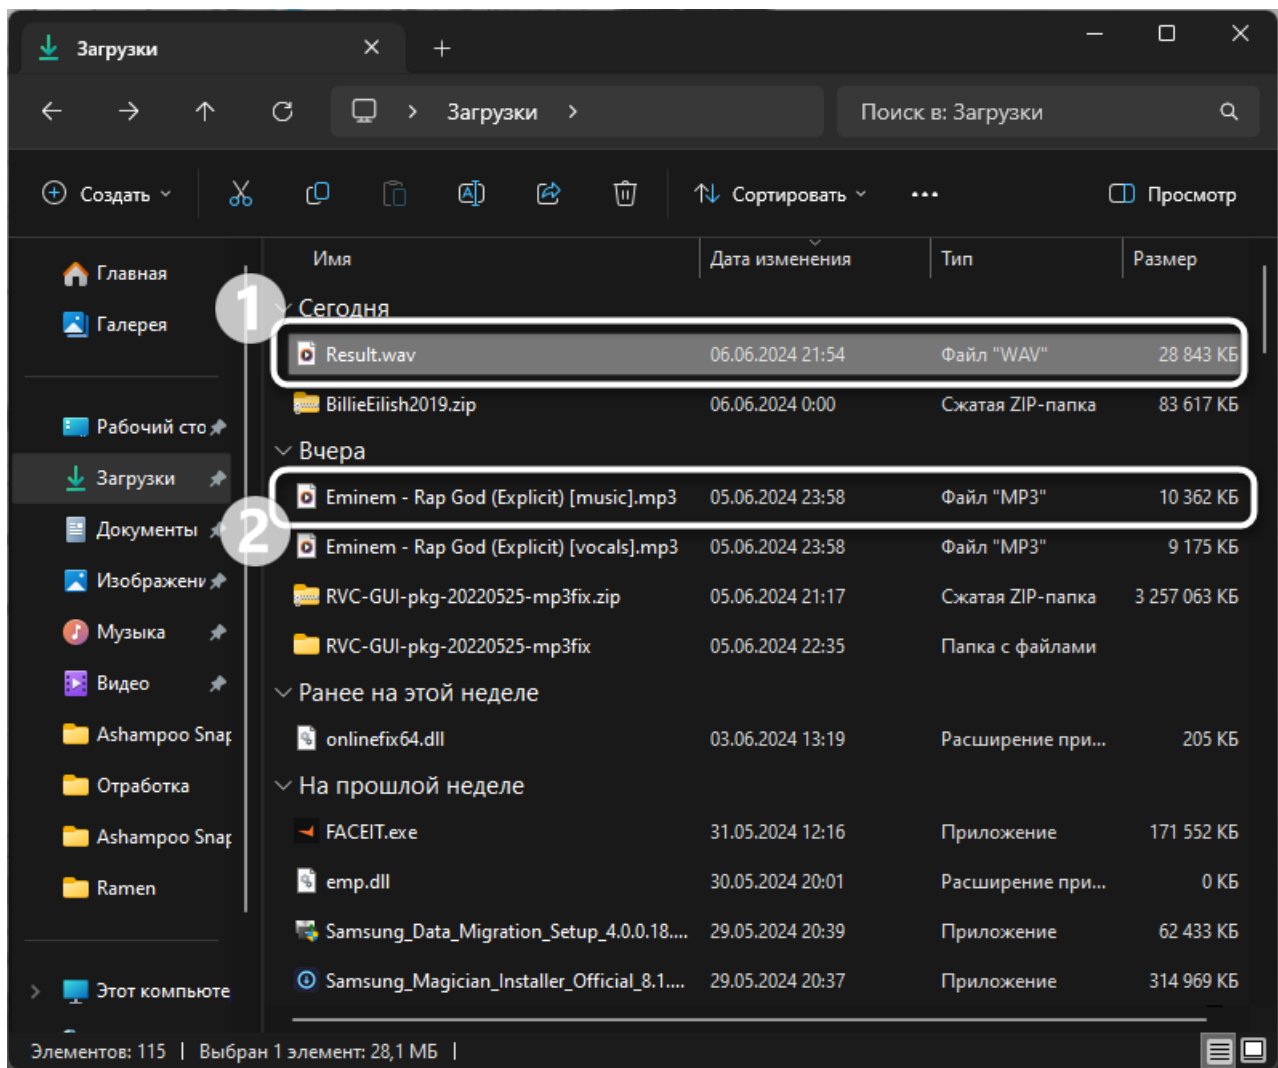 Загрузки
Загрузки
Поиск в: Загрузки
Создать
Сортировать
Просмотр
Имя Дата изменения Тип Размер
Главная
Галерея
Рабочий сто
Загрузки
Документы
Изображени
Музыка
Видео
Ashampoo Snap
Отработка
Ashampoo Snap
Ramen
Этот компьюте
1
Сегодня
Result.wav 06.06.2024 21:54 Файл "WAV" 28 843 КБ
BillieEilish2019.zip 06.06.2024 0:00 Сжатая ZIP-папка 83 617 КБ
Вчера
2
Eminem - Rap God (Explicit) [music].mp3 05.06.2024 23:58 Файл "MP3" 10 362 КБ
Eminem - Rap God (Explicit) [vocals].mp3 05.06.2024 23:58 Файл "MP3" 9 175 КБ
RVC-GUI-pkg-20220525-mp3fix.zip 05.06.2024 21:17 Сжатая ZIP-папка 3 257 063 КБ
RVC-GUI-pkg-20220525-mp3fix 05.06.2024 22:35 Папка с файлами
Ранее на этой неделе
onlinefix64.dll 03.06.2024 13:19 Расширение при... 205 КБ
На прошлой неделе
FACEIT.exe 31.05.2024 12:16 Приложение 171 552 КБ
emp.dll 30.05.2024 20:01 Расширение при... 0 КБ
Samsung_Data_Migration_Setup_4.0.0.18.... 29.05.2024 20:39 Приложение 62 433 КБ
Samsung_Magician_Installer_Official_8.1.... 29.05.2024 20:37 Приложение 314 969 КБ
Элементов: 115 | Выбран 1 элемент: 28,1 МБ |